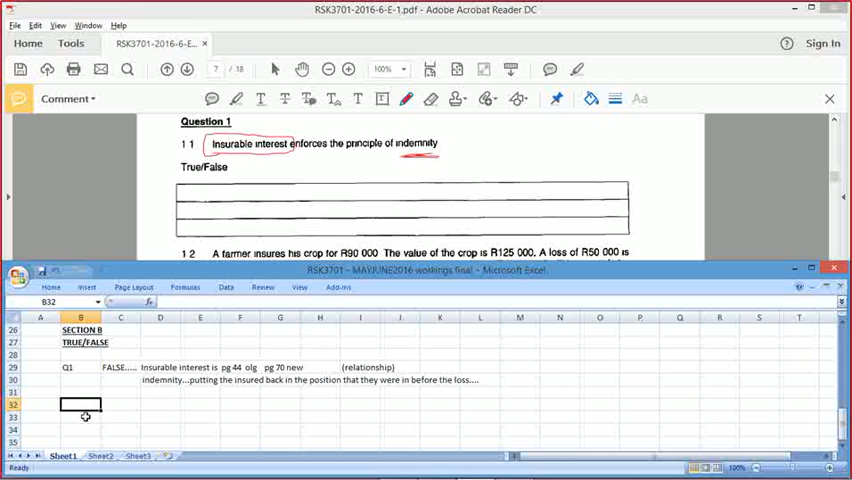 RSK3701-2016-6-E-1.pdf - Adobe Acrobat Reader DC
File Edit View Window Help
Home Tools RSK3701-2016-6-E... × Sign In
7 / 18 100%
Comment Aa
Question 1
1 1 Insurable interest enforces the principle of indemnity
True/False
1 2 A farmer insures his crop for R90 000 The value of the crop is R125 000. A loss of R50 000 is
RSK3701 - MAYJUNE2016 workings final - Microsoft Excel
Home Insert Page Layout Formulas Data Review View Add-Ins
B32 fx
A B C D E F G H I J K L M N O P Q R S T
26 SECTION B
27 TRUE/FALSE
28
29 Q1 FALSE..... Insurable interest is pg 44 olg pg 70 new (relationship)
30 indemnity...putting the insured back in the position that they were in before the loss....
31
32
33
34
35
Sheet1 Sheet2 Sheet3
Ready 100%